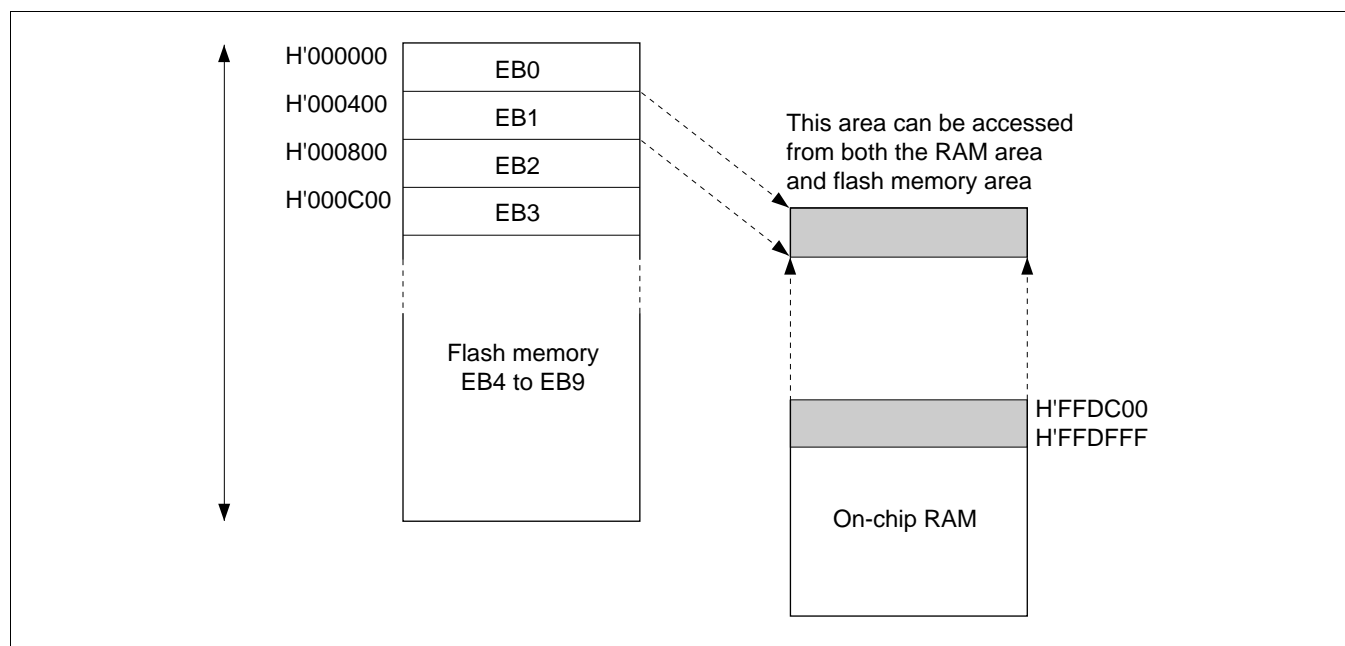 H'000000
EB0
H'000400
EB1
H'000800
EB2
H'000C00
EB3
Flash memory
EB4 to EB9
This area can be accessed
from both the RAM area
and flash memory area
H'FFDC00
H'FFDFFF
On-chip RAM